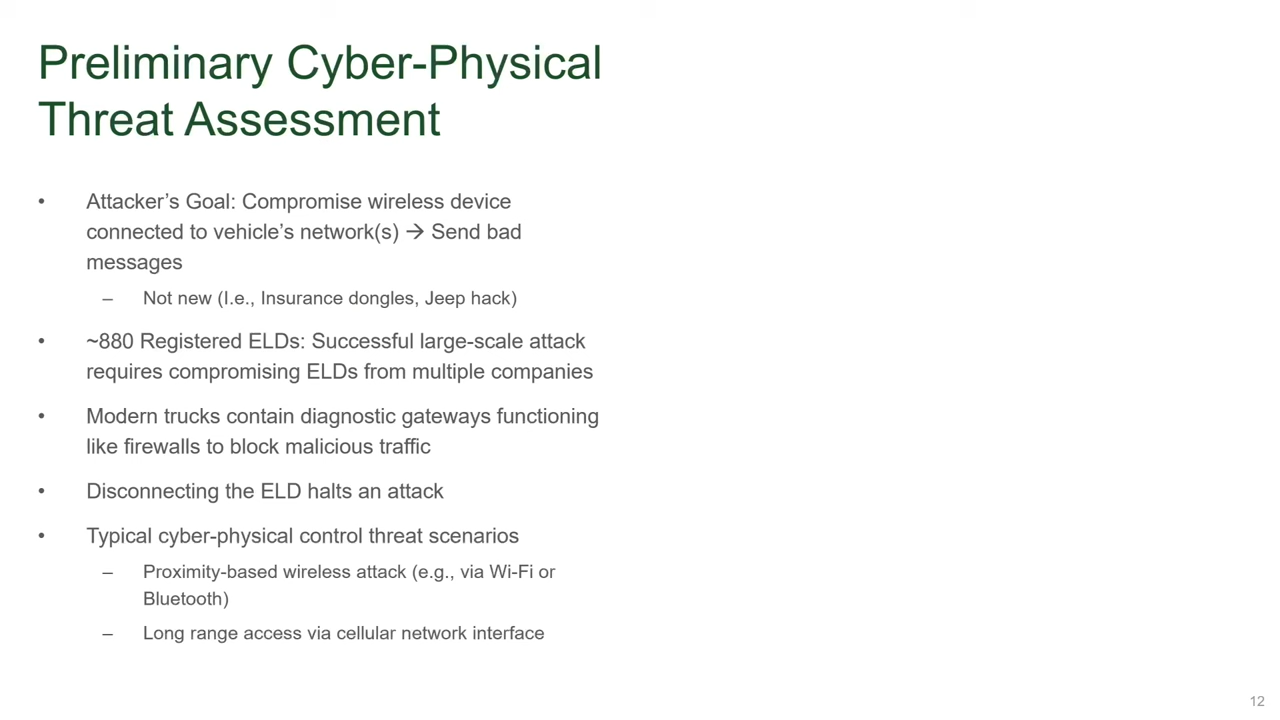 Preliminary Cyber-Physical
Threat Assessment
• Attacker’s Goal: Compromise wireless device
connected to vehicle’s network(s) → Send bad
messages
– Not new (I.e., Insurance dongles, Jeep hack)
• ~880 Registered ELDs: Successful large-scale attack
requires compromising ELDs from multiple companies
• Modern trucks contain diagnostic gateways functioning
like firewalls to block malicious traffic
• Disconnecting the ELD halts an attack
• Typical cyber-physical control threat scenarios
– Proximity-based wireless attack (e.g., via Wi-Fi or
Bluetooth)
– Long range access via cellular network interface
12